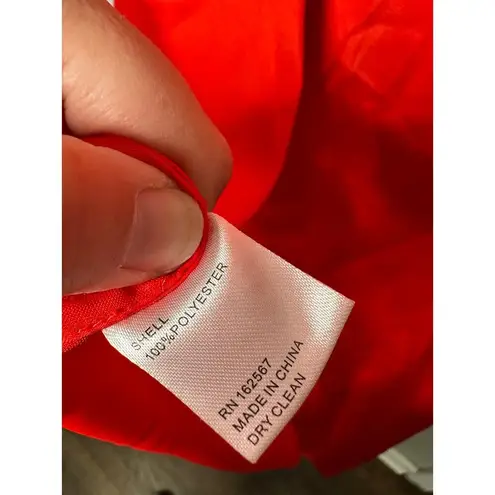 SHELL
100%POLYESTER
RN 162567
MADE IN CHINA
DRY CLEAN